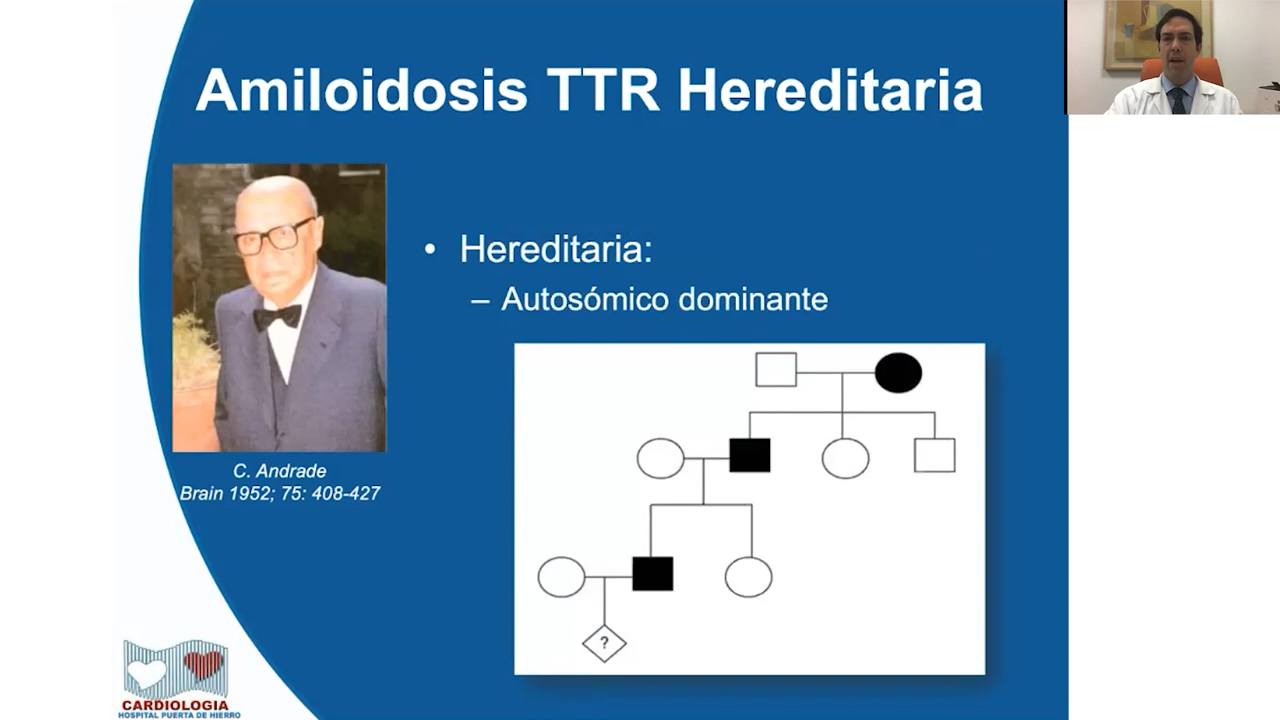 Amiloidosis TTR Hereditaria
• Hereditaria:
– Autosómico dominante
C. Andrade
Brain 1952; 75: 408-427
?
CARDIOLOGIA
HOSPITAL PUERTA DE HIERRO